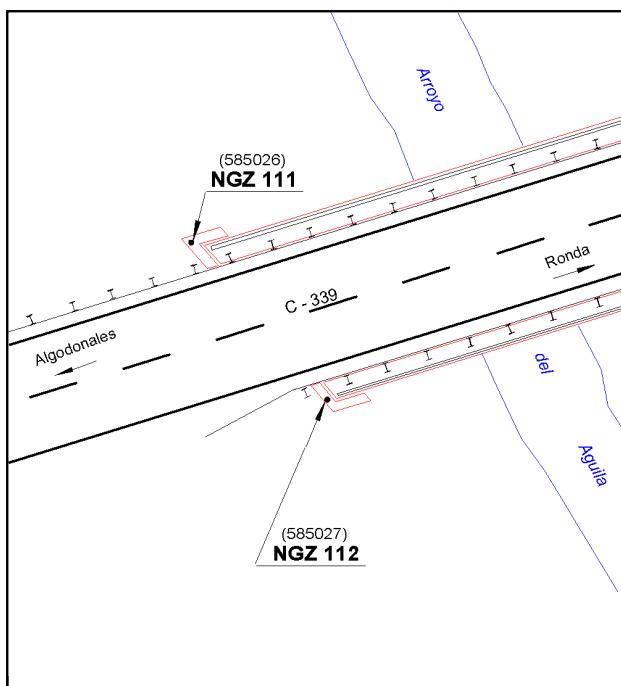 Arroyo
(585026)
NGZ 111
Ronda
C - 339
Algodonales
del
Aguila
(585027)
NGZ 112